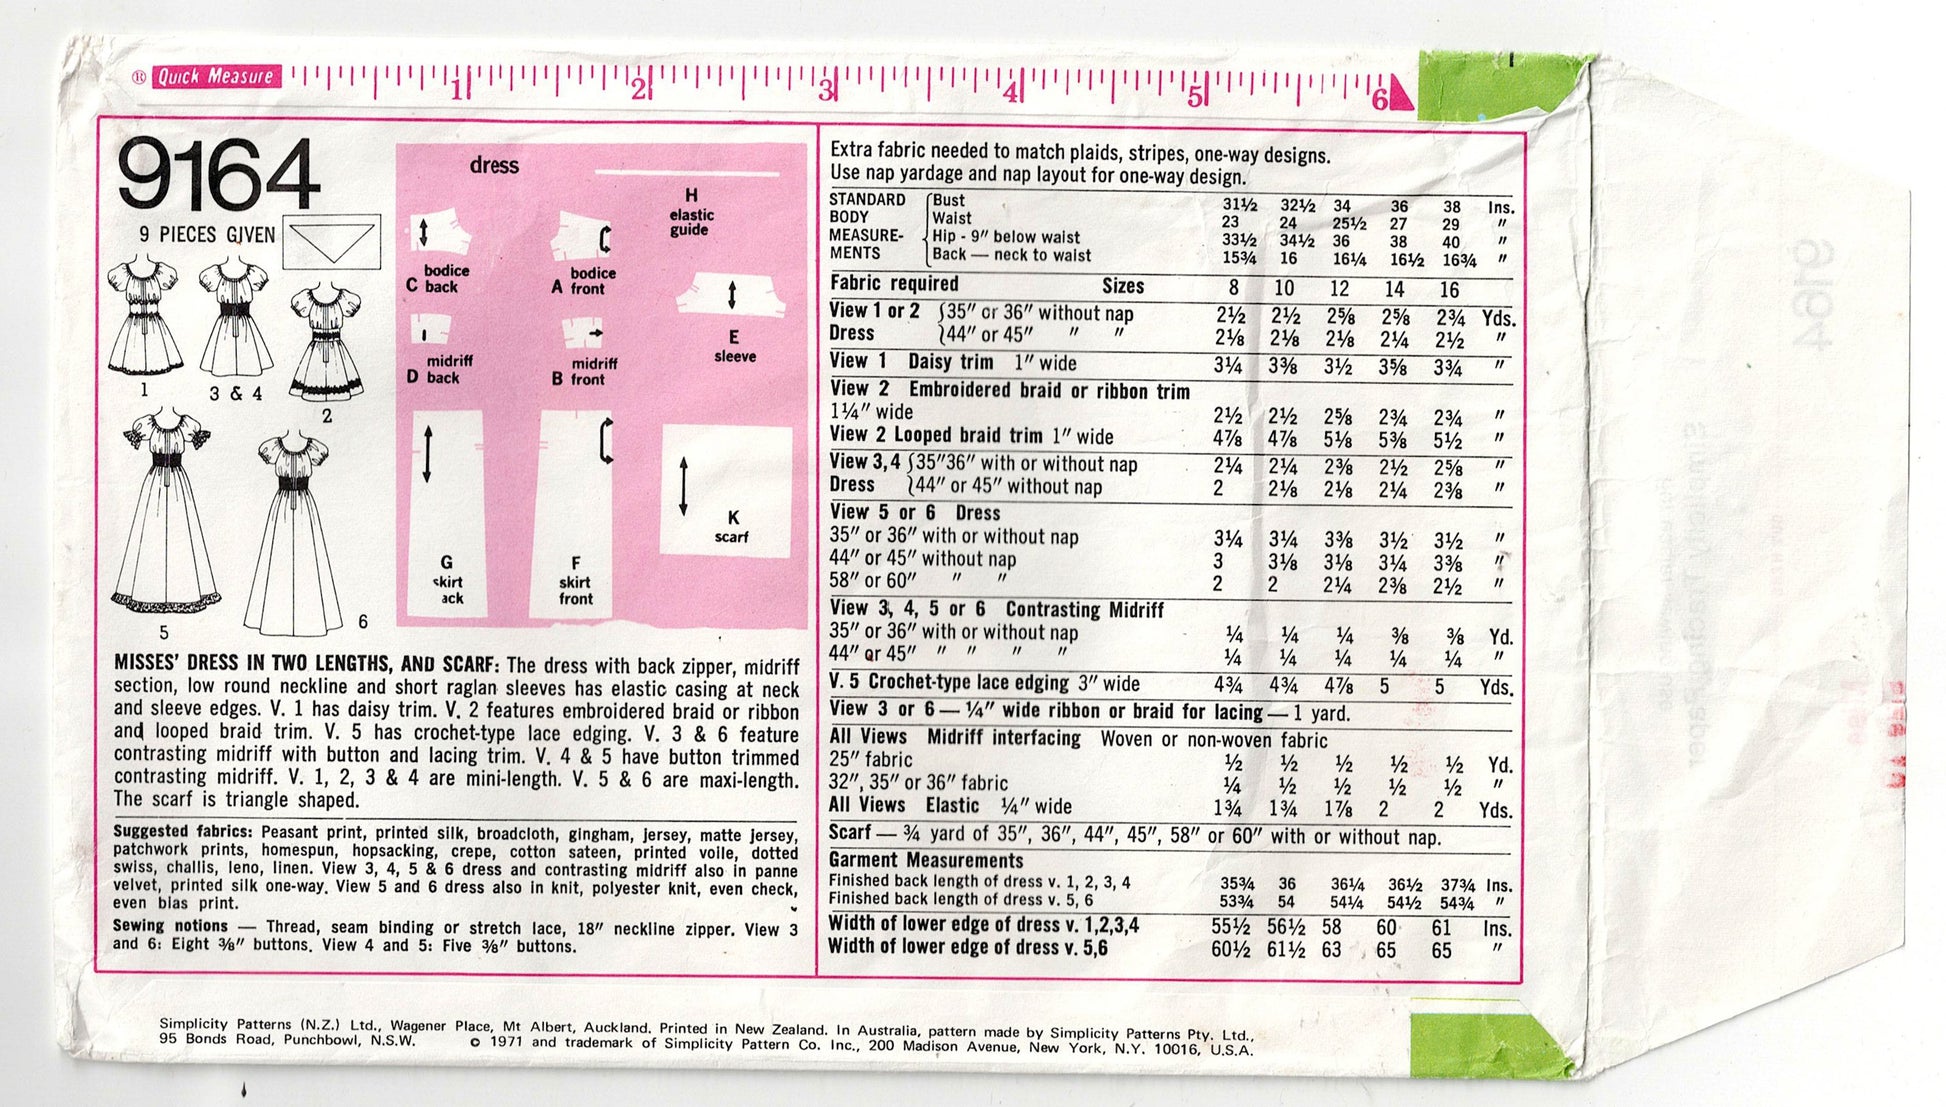 ® Quick Measure 1 2 3 4 5 6
9164
9 PIECES GIVEN
1
3 & 4
2
5
6
dress
H
elastic
guide
C bodice
back
A bodice
front
E
sleeve
D midriff
back
B midriff
front
G
skirt
ack
F
skirt
front
K
scarf
MISSES' DRESS IN TWO LENGTHS, AND SCARF: The dress with back zipper, midriff
section, low round neckline and short raglan sleeves has elastic casing at neck
and sleeve edges. V. 1 has daisy trim. V. 2 features embroidered braid or ribbon
and looped braid trim. V. 5 has crochet-type lace edging. V. 3 & 6 feature
contrasting midriff with button and lacing trim. V. 4 & 5 have button trimmed
contrasting midriff. V. 1, 2, 3 & 4 are mini-length. V. 5 & 6 are maxi-length.
The scarf is triangle shaped.
Suggested fabrics: Peasant print, printed silk, broadcloth, gingham, jersey, matte jersey,
patchwork prints, homespun, hopsacking, crepe, cotton sateen, printed voile, dotted
swiss, challis, leno, linen. View 3, 4, 5 & 6 dress and contrasting midriff also in panne
velvet, printed silk one-way. View 5 and 6 dress also in knit, polyester knit, even check,
even bias print.
Sewing notions — Thread, seam binding or stretch lace, 18" neckline zipper. View 3
and 6: Eight ⅜" buttons. View 4 and 5: Five ⅜" buttons.
Extra fabric needed to match plaids, stripes, one-way designs.
Use nap yardage and nap layout for one-way design.
STANDARD Bust 31½ 32½ 34 36 38 Ins.
BODY Waist 23 24 25½ 27 29 "
MEASURE- Hip - 9" below waist 33½ 34½ 36 38 40 "
MENTS Back — neck to waist 15¾ 16 16¼ 16½ 16¾ "
Fabric required Sizes 8 10 12 14 16
View 1 or 2 35" or 36" without nap 2½ 2½ 2⅝ 2⅝ 2¾ Yds.
Dress 44" or 45" " " 2⅛ 2⅛ 2⅛ 2¼ 2½ "
View 1 Daisy trim 1" wide 3¼ 3⅜ 3½ 3⅝ 3¾ "
View 2 Embroidered braid or ribbon trim
1¼" wide 2½ 2½ 2⅝ 2¾ 2¾ "
View 2 Looped braid trim 1" wide 4⅞ 4⅞ 5⅛ 5⅜ 5½ "
View 3,4 35"36" with or without nap 2¼ 2¼ 2⅜ 2½ 2⅝ "
Dress 44" or 45" without nap 2 2⅛ 2⅛ 2¼ 2⅜ "
View 5 or 6 Dress
35" or 36" with or without nap 3¼ 3¼ 3⅜ 3½ 3½ "
44" or 45" without nap 3 3⅛ 3⅛ 3¼ 3⅜ "
58" or 60" " " 2 2 2¼ 2⅜ 2½ "
View 3, 4, 5 or 6 Contrasting Midriff
35" or 36" with or without nap ¼ ¼ ¼ ⅜ ⅜ Yd.
44" or 45" " " " " ¼ ¼ ¼ ¼ ¼ "
V. 5 Crochet-type lace edging 3" wide 4¾ 4¾ 4⅞ 5 5 Yds.
View 3 or 6 — ¼" wide ribbon or braid for lacing — 1 yard.
All Views Midriff interfacing Woven or non-woven fabric
25" fabric ½ ½ ½ ½ ½ Yd.
32", 35" or 36" fabric ¼ ½ ½ ½ ½ "
All Views Elastic ¼" wide 1¾ 1¾ 1⅞ 2 2 Yds.
Scarf — ¾ yard of 35", 36", 44", 45", 58" or 60" with or without nap.
Garment Measurements
Finished back length of dress v. 1, 2, 3, 4 35¾ 36 36¼ 36½ 37¾ Ins.
Finished back length of dress v. 5, 6 53¾ 54 54¼ 54½ 54¾ "
Width of lower edge of dress v. 1,2,3,4 55½ 56½ 58 60 61 Ins.
Width of lower edge of dress v. 5,6 60½ 61½ 63 65 65 "
Simplicity Patterns (N.Z.) Ltd., Wagener Place, Mt Albert, Auckland. Printed in New Zealand. In Australia, pattern made by Simplicity Patterns Pty. Ltd.,
95 Bonds Road, Punchbowl, N.S.W. © 1971 and trademark of Simplicity Pattern Co. Inc., 200 Madison Avenue, New York, N.Y. 10016, U.S.A.
9164